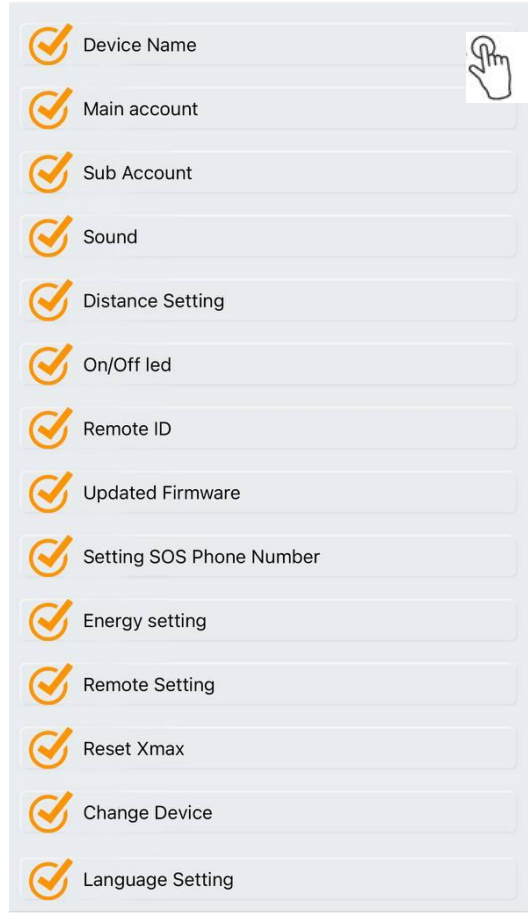 Device Name
Main account
Sub Account
Sound
Distance Setting
On/Off led
Remote ID
Updated Firmware
Setting SOS Phone Number
Energy setting
Remote Setting
Reset Xmax
Change Device
Language Setting